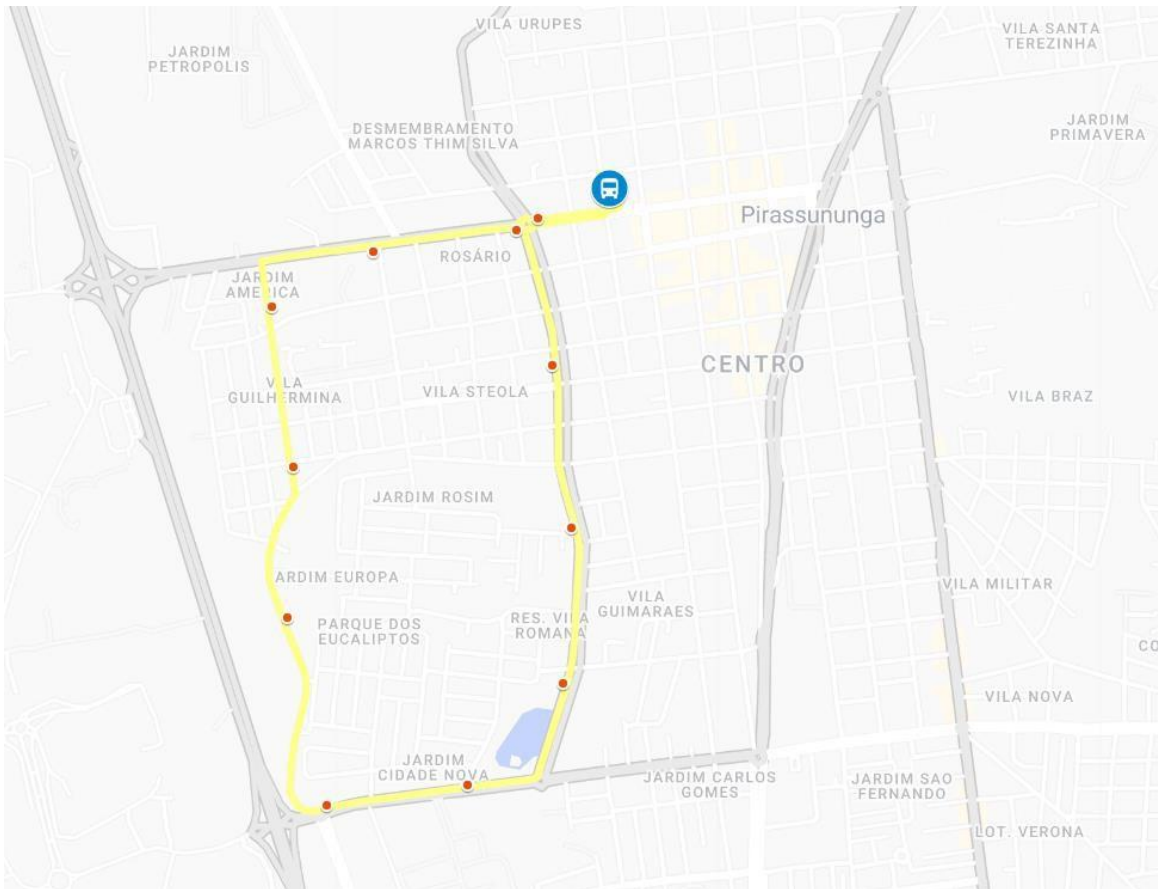 VILA URUPES
VILA SANTA
TEREZINHA
JARDIM
PETROPOLIS
JARDIM
PRIMAVERA
DESMEMBRAMENTO
MARCOS THIM SILVA
Pirassununga
ROSÁRIO
JARDIM
AMERICA
CENTRO
VILA
GUILHERMINA
VILA STEOLA
VILA BRAZ
JARDIM ROSIM
ARDIM EUROPA
VILA MILITAR
VILA
GUIMARAES
PARQUE DOS
EUCALIPTOS
RES. VILA
ROMANA
CO
VILA NOVA
JARDIM
CIDADE NOVA
JARDIM CARLOS
GOMES
JARDIM SAO
FERNANDO
LOT. VERONA